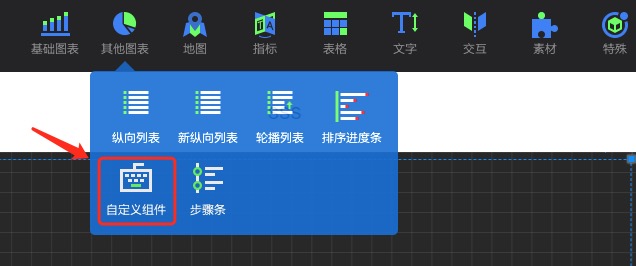 基础图表 其他图表 地图 指标 表格 文字 交互 素材 特殊
纵向列表 新纵向列表 轮播列表 排序进度条
自定义组件 步骤条